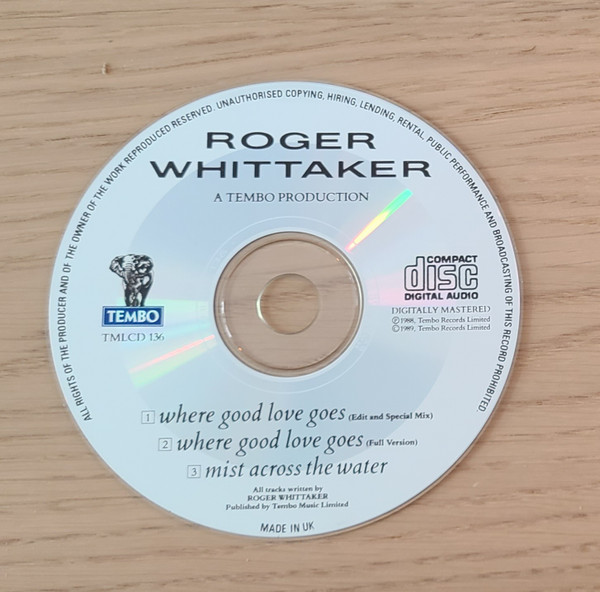 ALL RIGHTS OF THE PRODUCER AND OF THE OWNER OF THE WORK REPRODUCED RESERVED. UNAUTHORISED COPYING, HIRING, LENDING, RENTAL, PUBLIC PERFORMANCE AND BROADCASTING OF THIS RECORD PROHIBITED
ROGER
WHITTAKER
A TEMBO PRODUCTION
TEMBO
TMLCD 136
COMPACT
disc
DIGITAL AUDIO
DIGITALLY MASTERED
℗1988, Tembo Records Limited
©1989, Tembo Records Limited
1 where good love goes (Edit and Special Mix)
2 where good love goes (Full Version)
3 mist across the water
All tracks written by
ROGER WHITTAKER
Published by Tembo Music Limited
MADE IN UK